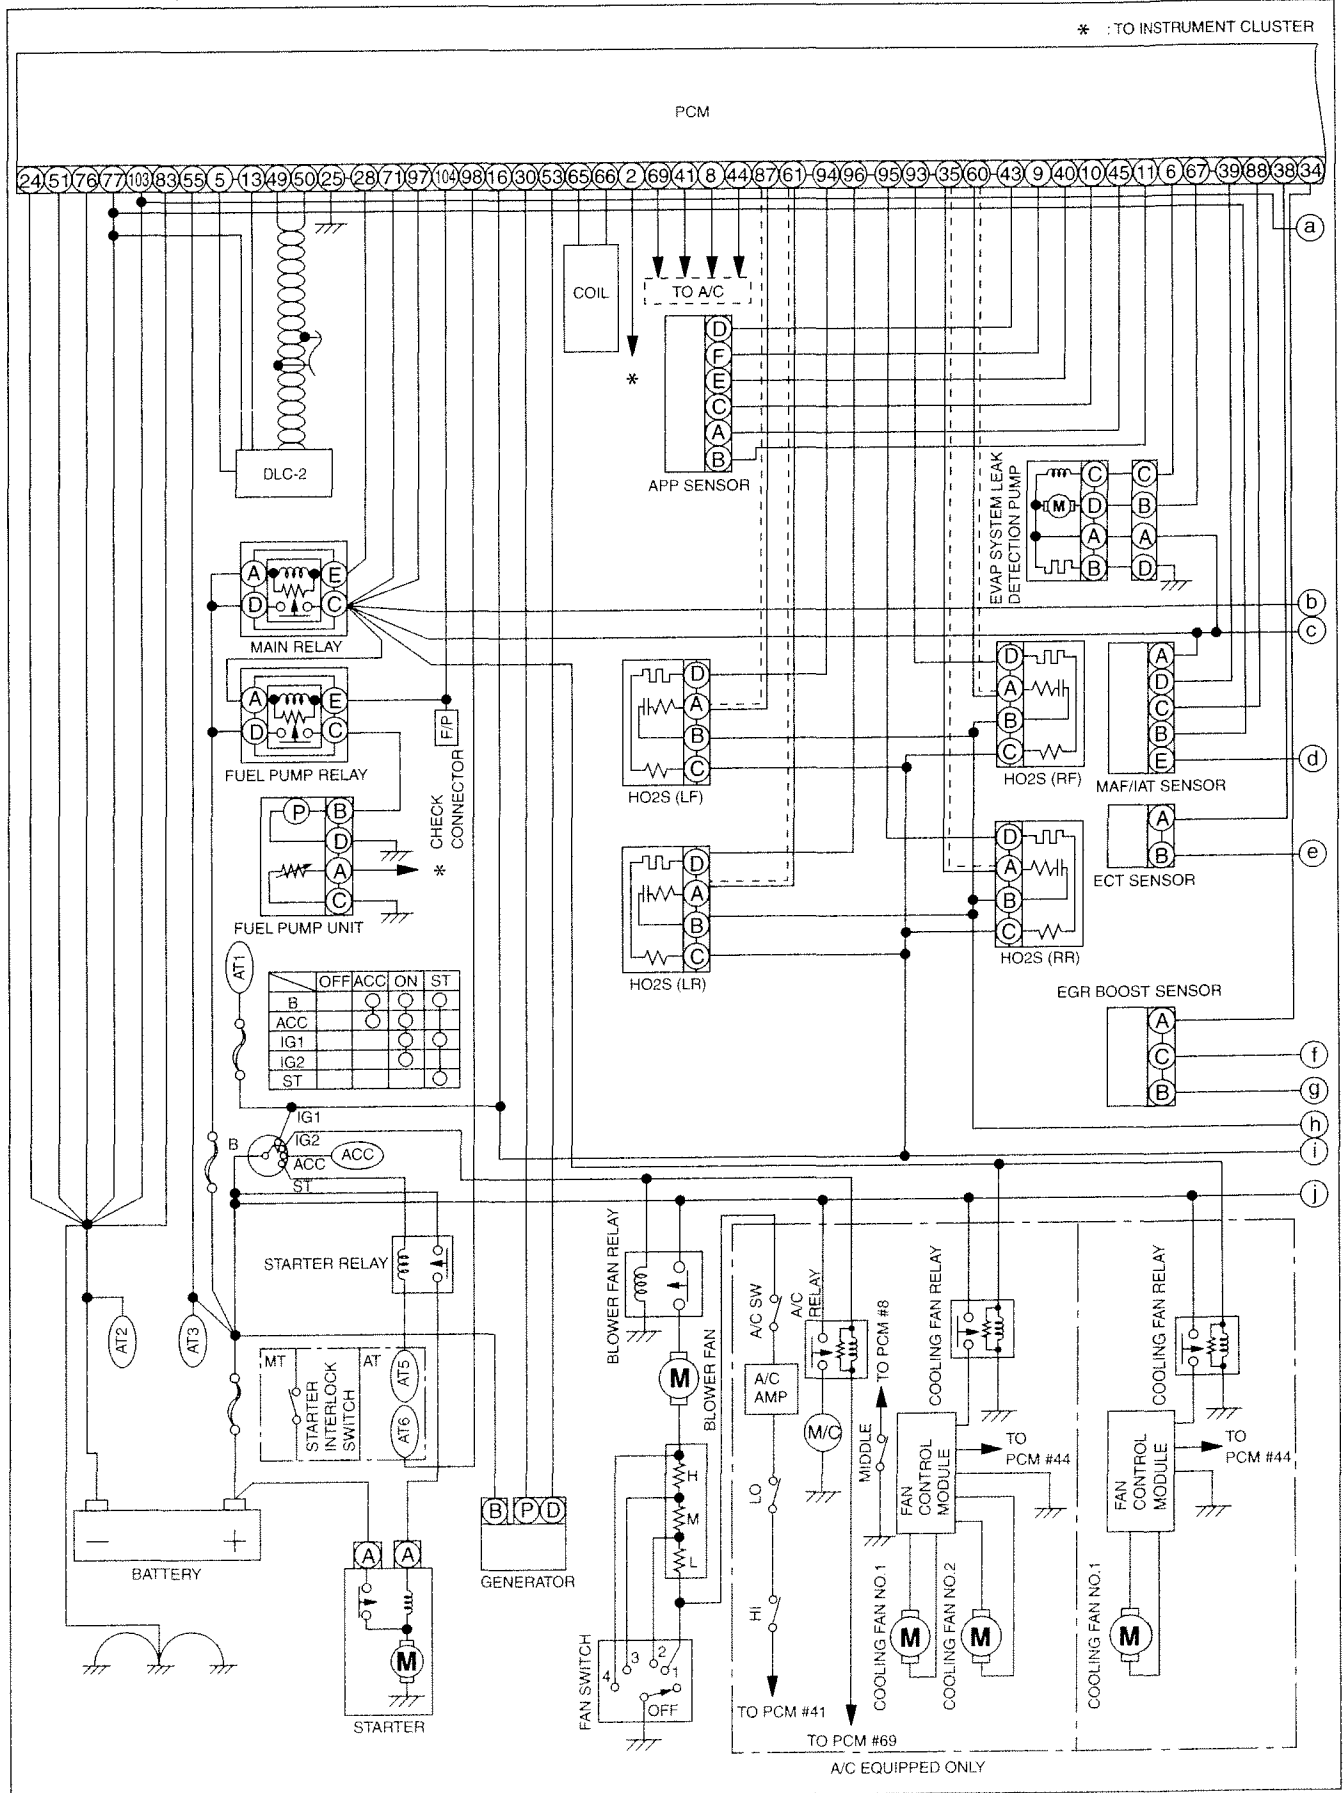 * : TO INSTRUMENT CLUSTER
PCM
24 51 76 77 103 83 55 5 13 49 50 25 28 71 97 104 98 16 30 53 65 66 2 69 41 8 44 87 61 94 96 95 93 35 60 43 9 40 10 45 11 6 67 39 88 38 34
a
COIL
TO A/C
*
D
F
E
C
A
B
APP SENSOR
DLC-2
EVAP SYSTEM LEAK
DETECTION PUMP
M
C C
D B
A A
B D
A E
D C
MAIN RELAY
b
c
A E
D C
FUEL PUMP RELAY
F/P
CHECK
CONNECTOR
P
B
D
A
C
*
FUEL PUMP UNIT
D
A
B
C
HO2S (LF)
D
A
B
C
HO2S (RF)
A
D
C
B
E
d
MAF/IAT SENSOR
D
A
B
C
HO2S (LR)
D
A
B
C
HO2S (RR)
A
B
e
ECT SENSOR
EGR BOOST SENSOR
A
C
B
f
g
h
i
j
AT1
OFF ACC ON ST
B
ACC
IG1
IG2
ST
B
IG1
IG2
ACC
ACC
ST
STARTER RELAY
AT2
AT3
MT
STARTER
INTERLOCK
SWITCH
AT
AT5
AT6
BATTERY
− +
A A
M
STARTER
B P D
GENERATOR
BLOWER FAN RELAY
M
BLOWER FAN
H
M
L
FAN SWITCH
4
3
2
1
OFF
A/C SW
A/C
AMP
LO
HI
TO PCM #41
A/C
RELAY
M/C
TO PCM #69
TO PCM #8
MIDDLE
COOLING FAN RELAY
FAN
CONTROL
MODULE
TO
PCM #44
COOLING FAN NO.1
M
COOLING FAN NO.2
M
COOLING FAN RELAY
FAN
CONTROL
MODULE
TO
PCM #44
COOLING FAN NO.1
M
A/C EQUIPPED ONLY